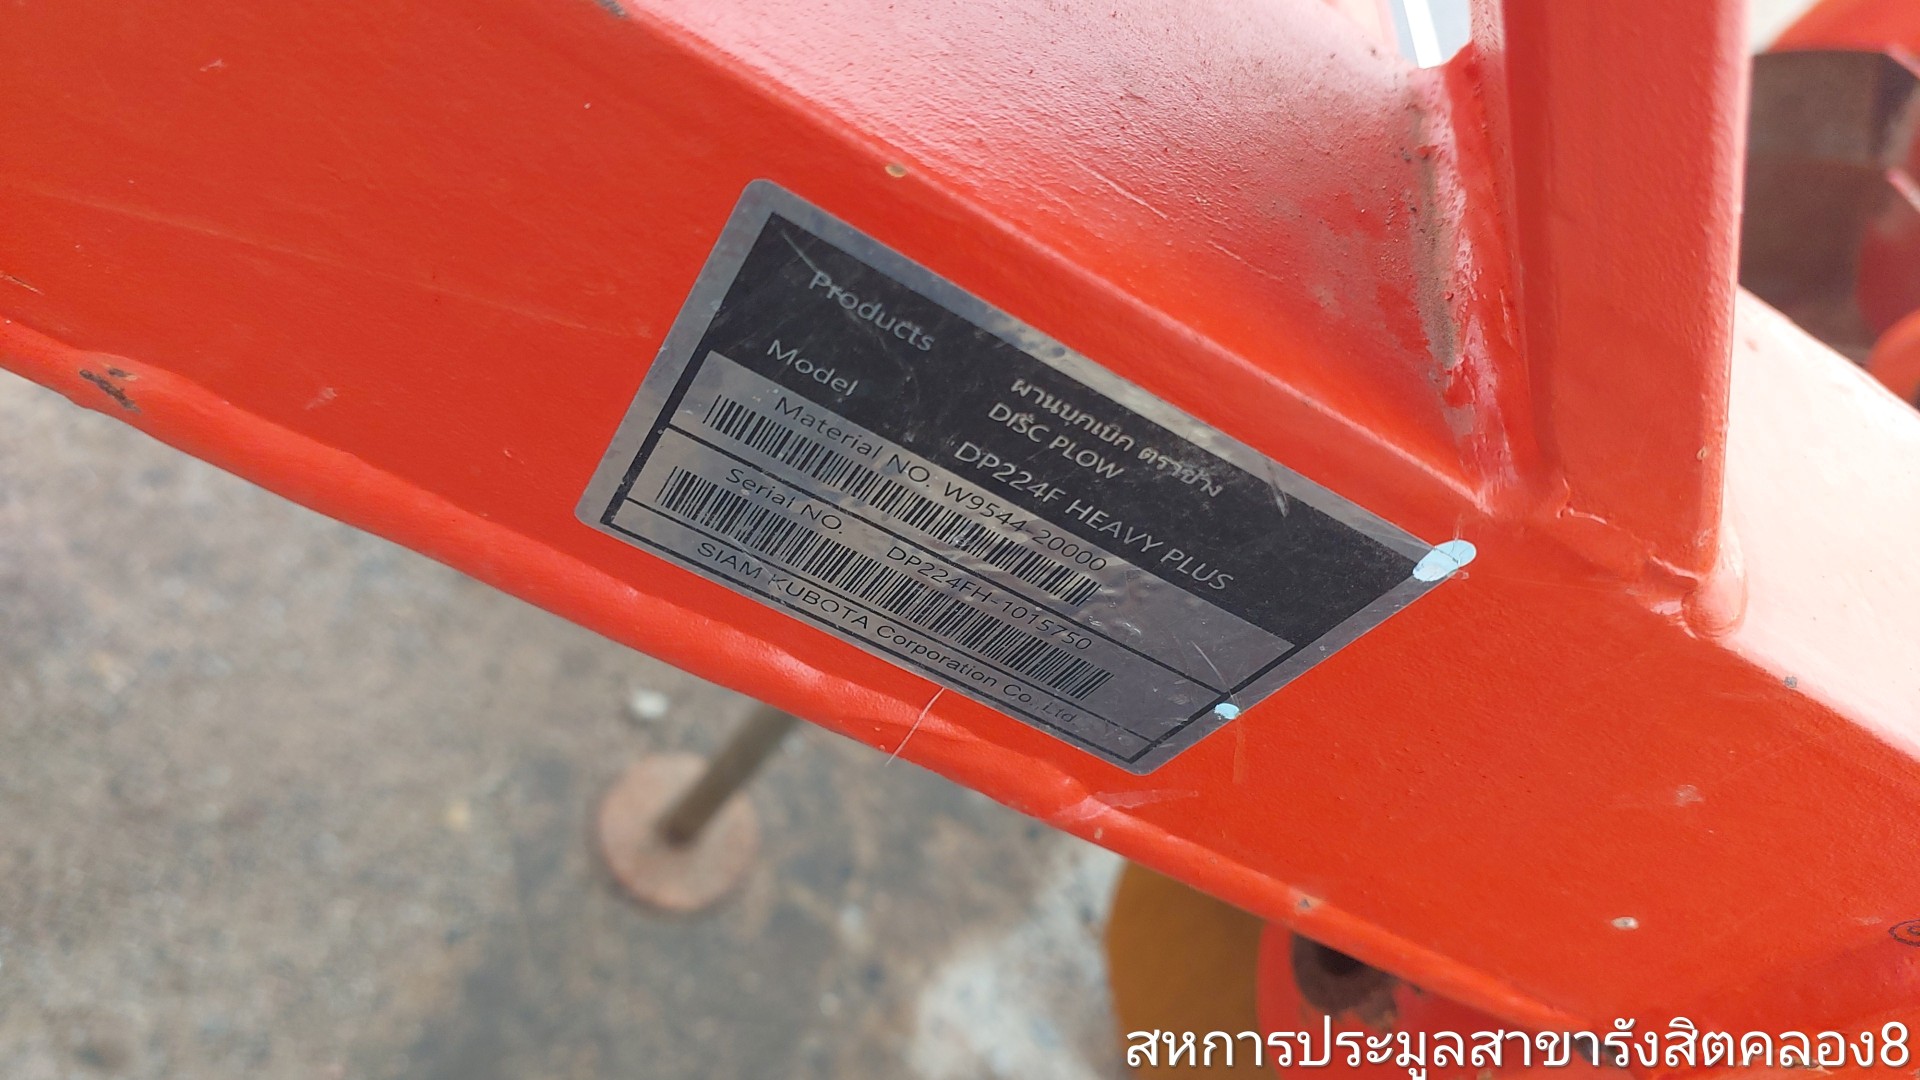 Products ผานบุกเบิก ตราช้าง
DISC PLOW
Model DP224F HEAVY PLUS
Material NO. W9544-20000
Serial NO. DP224FH-1015750
SIAM KUBOTA Corporation Co.,Ltd.
สหการประมูลสาขารังสิตคลอง8